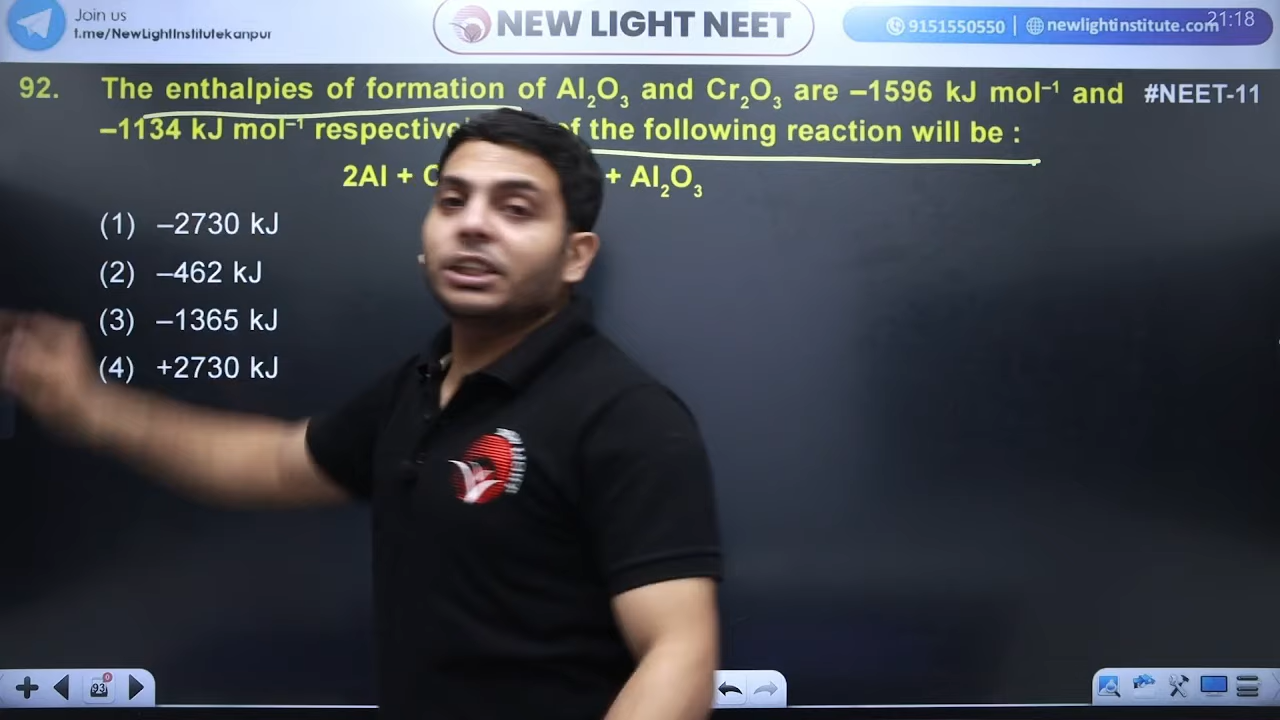 Join us
t.me/NewLightInstitutekanpur
NEW LIGHT NEET
9151550550 | newlightinstitute.com
21:18
92. The enthalpies of formation of Al₂O₃ and Cr₂O₃ are –1596 kJ mol⁻¹ and #NEET-11
–1134 kJ mol⁻¹ of the following reaction will be :
2Al + + Al₂O₃
(1) –2730 kJ
(2) –462 kJ
(3) –1365 kJ
(4) +2730 kJ
93